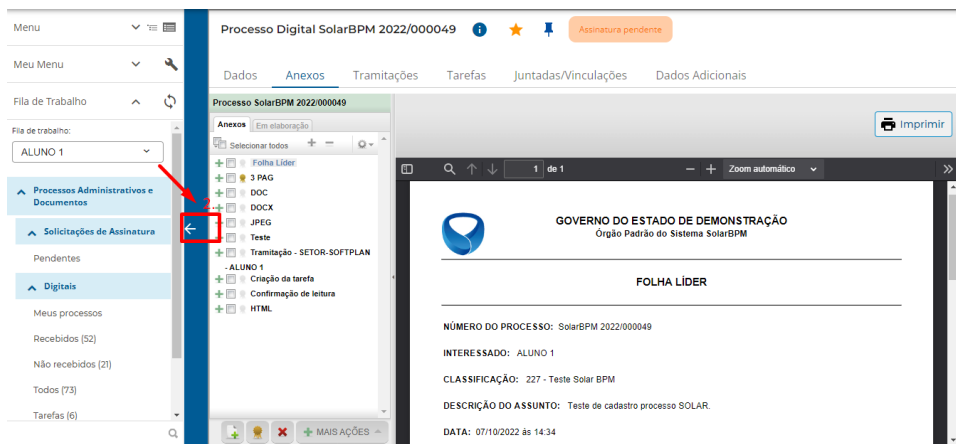 Menu
Meu Menu
Fila de Trabalho
Fila de trabalho:
ALUNO 1
Processos Administrativos e
Documentos
Solicitações de Assinatura
Pendentes
Digitais
Meus processos
Recebidos (52)
Não recebidos (21)
Todos (73)
Tarefas (6)
2.
Processo Digital SolarBPM 2022/000049
Assinatura pendente
Dados Anexos Tramitações Tarefas Juntadas/Vinculações Dados Adicionais
Processo SolarBPM 2022/000049
Anexos Em elaboração
Selecionar todos
Folha Líder
3 PAG
DOC
DOCX
JPEG
Teste
Tramitação - SETOR-SOFTPLAN
- ALUNO 1
Criação da tarefa
Confirmação de leitura
HTML
MAIS AÇÕES
Imprimir
1 de 1 Zoom automático
GOVERNO DO ESTADO DE DEMONSTRAÇÃO
Órgão Padrão do Sistema SolarBPM
FOLHA LÍDER
NÚMERO DO PROCESSO: SolarBPM 2022/000049
INTERESSADO: ALUNO 1
CLASSIFICAÇÃO: 227 - Teste Solar BPM
DESCRIÇÃO DO ASSUNTO: Teste de cadastro processo SOLAR.
DATA: 07/10/2022 às 14:34